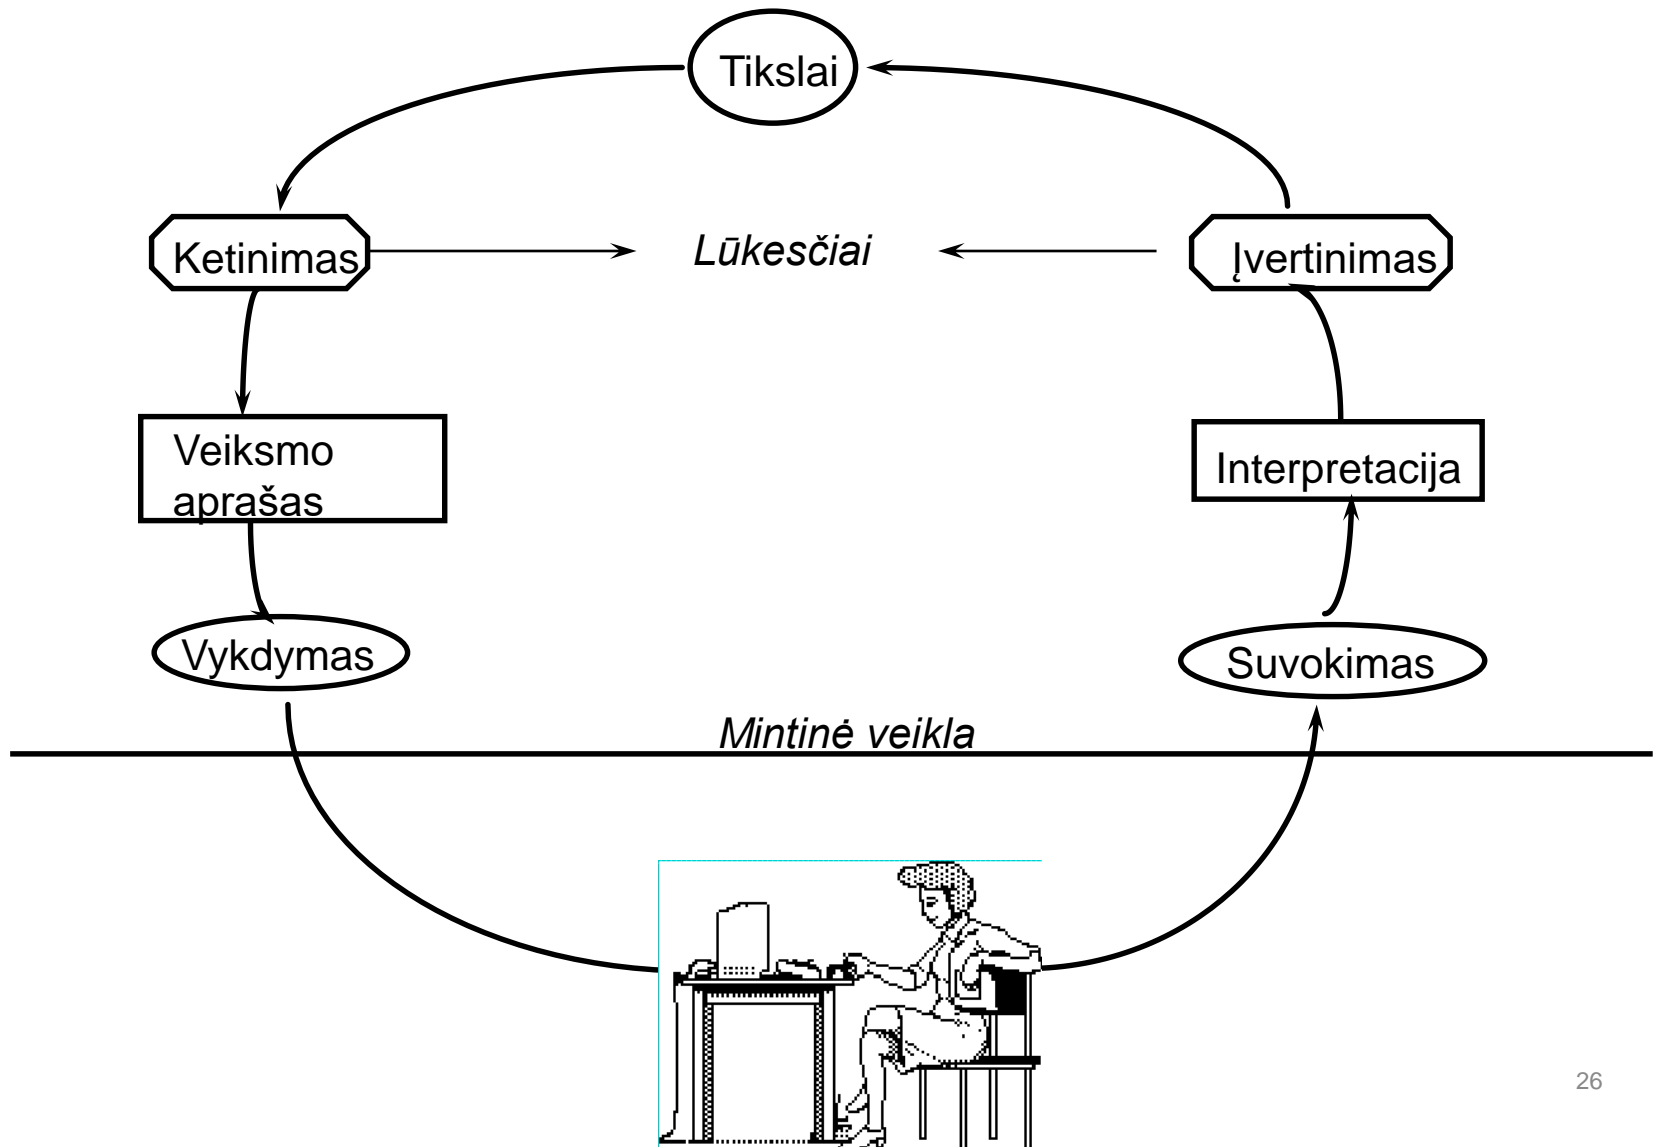 Tikslai
Ketinimas
Lūkesčiai
Įvertinimas
Veiksmo
aprašas
Interpretacija
Vykdymas
Suvokimas
Mintinė veikla
26